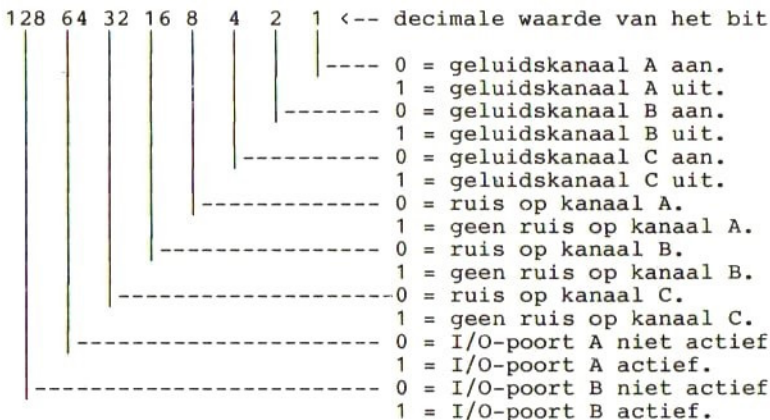 128 64 32 16 8 4 2 1 <-- decimale waarde van het bit
---- 0 = geluidskanaal A aan.
1 = geluidskanaal A uit.
-------- 0 = geluidskanaal B aan.
1 = geluidskanaal B uit.
----------- 0 = geluidskanaal C aan.
1 = geluidskanaal C uit.
-------------- 0 = ruis op kanaal A.
1 = geen ruis op kanaal A.
----------------- 0 = ruis op kanaal B.
1 = geen ruis op kanaal B.
---------------------0 = ruis op kanaal C.
1 = geen ruis op kanaal C.
------------------------ 0 = I/O-poort A niet actief
1 = I/O-poort A actief.
---------------------------- 0 = I/O-poort B niet actief
1 = I/O-poort B actief.